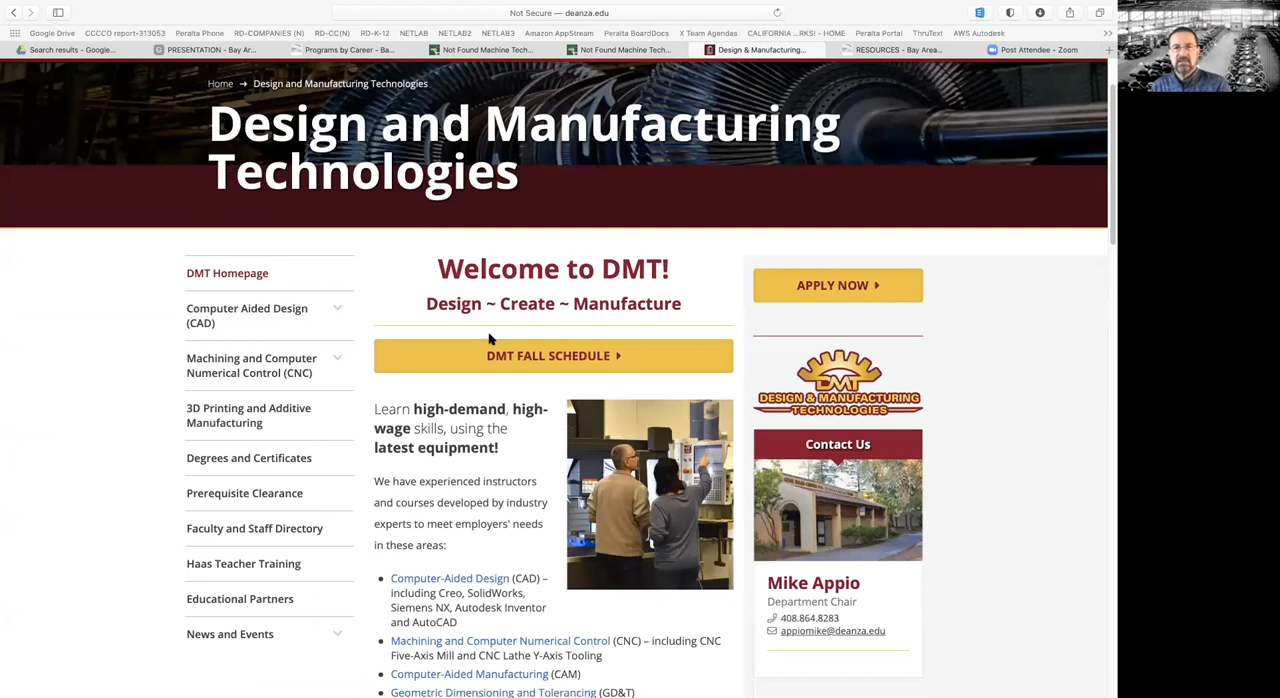 Not Secure — deanza.edu
Google Drive CCCCO report-313053 Peralta Phone RD-COMPANIES (N) RD-CC(N) RD-K-12 NETLAB NETLAB2 NETLAB3 Amazon AppStream Peralta BoardDocs X Team Agendas CALIFORNIA ...RKS! - HOME Peralta Portal ThruText AWS Autodesk
Search results - Google... PRESENTATION - Bay Ar... Programs by Career - Ba... Not Found Machine Tech... Not Found Machine Tech... Design & Manufacturing... RESOURCES - Bay Area... Post Attendee - Zoom
Home → Design and Manufacturing Technologies
Design and Manufacturing
Technologies
DMT Homepage
Computer Aided Design
(CAD)
Machining and Computer
Numerical Control (CNC)
3D Printing and Additive
Manufacturing
Degrees and Certificates
Prerequisite Clearance
Faculty and Staff Directory
Haas Teacher Training
Educational Partners
News and Events
Welcome to DMT!
Design ~ Create ~ Manufacture
DMT FALL SCHEDULE
Learn high-demand, high-
wage skills, using the
latest equipment!
We have experienced instructors
and courses developed by industry
experts to meet employers' needs
in these areas:
Computer-Aided Design (CAD) –
including Creo, SolidWorks,
Siemens NX, Autodesk Inventor
and AutoCAD
Machining and Computer Numerical Control (CNC) – including CNC
Five-Axis Mill and CNC Lathe Y-Axis Tooling
Computer-Aided Manufacturing (CAM)
Geometric Dimensioning and Tolerancing (GD&T)
APPLY NOW
DMT
DESIGN & MANUFACTURING
TECHNOLOGIES
Contact Us
Mike Appio
Department Chair
408.864.8283
appiomike@deanza.edu